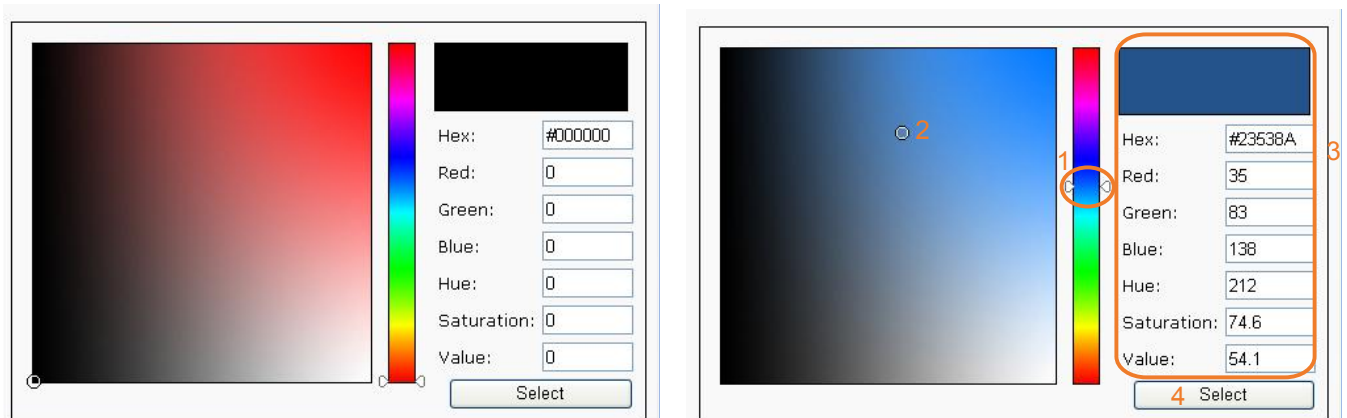 Hex: #000000
Red: 0
Green: 0
Blue: 0
Hue: 0
Saturation: 0
Value: 0
Select
2
1
3
Hex: #23538A
Red: 35
Green: 83
Blue: 138
Hue: 212
Saturation: 74.6
Value: 54.1
4 Select